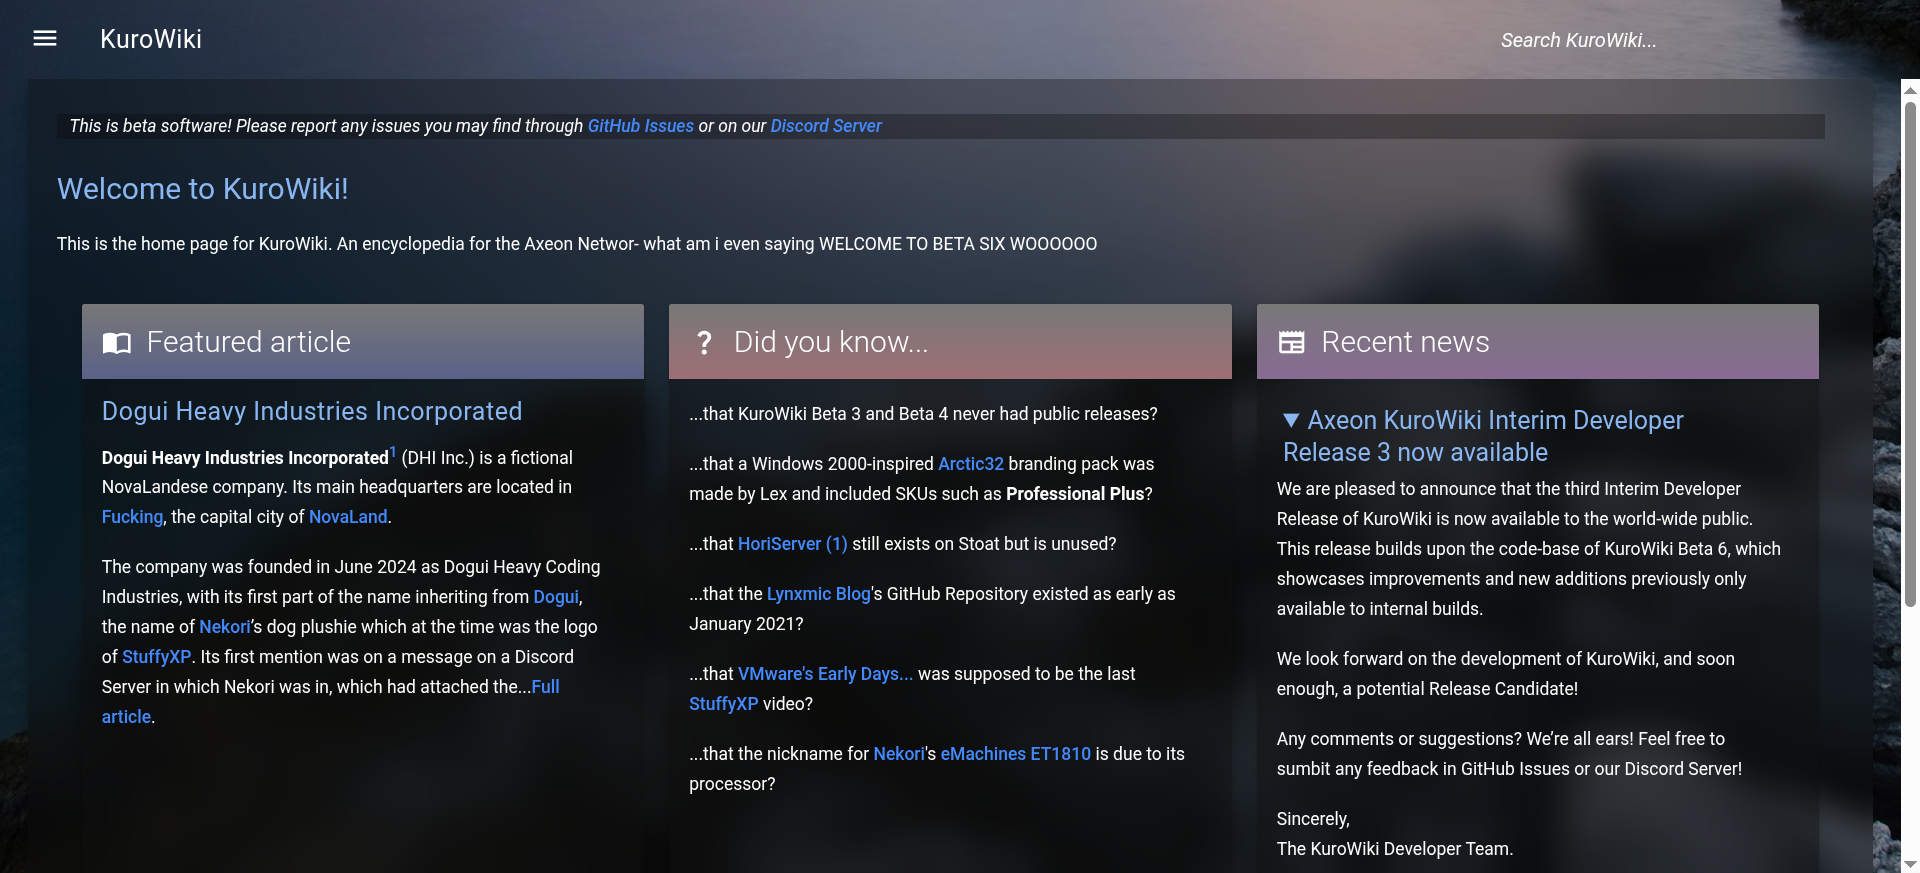 KuroWiki
Search KuroWiki...
This is beta software! Please report any issues you may find through GitHub Issues or on our Discord Server
Welcome to KuroWiki!
This is the home page for KuroWiki. An encyclopedia for the Axeon Networ- what am i even saying WELCOME TO BETA SIX WOOOOOO
Featured article
Dogui Heavy Industries Incorporated
Dogui Heavy Industries Incorporated¹ (DHI Inc.) is a fictional
NovaLandese company. Its main headquarters are located in
Fucking, the capital city of NovaLand.
The company was founded in June 2024 as Dogui Heavy Coding
Industries, with its first part of the name inheriting from Dogui,
the name of Nekori’s dog plushie which at the time was the logo
of StuffyXP. Its first mention was on a message on a Discord
Server in which Nekori was in, which had attached the...Full
article.
? Did you know...
...that KuroWiki Beta 3 and Beta 4 never had public releases?
...that a Windows 2000-inspired Arctic32 branding pack was
made by Lex and included SKUs such as Professional Plus?
...that HoriServer (1) still exists on Stoat but is unused?
...that the Lynxmic Blog's GitHub Repository existed as early as
January 2021?
...that VMware's Early Days... was supposed to be the last
StuffyXP video?
...that the nickname for Nekori's eMachines ET1810 is due to its
processor?
Recent news
▼ Axeon KuroWiki Interim Developer
Release 3 now available
We are pleased to announce that the third Interim Developer
Release of KuroWiki is now available to the world-wide public.
This release builds upon the code-base of KuroWiki Beta 6, which
showcases improvements and new additions previously only
available to internal builds.
We look forward on the development of KuroWiki, and soon
enough, a potential Release Candidate!
Any comments or suggestions? We’re all ears! Feel free to
sumbit any feedback in GitHub Issues or our Discord Server!
Sincerely,
The KuroWiki Developer Team.